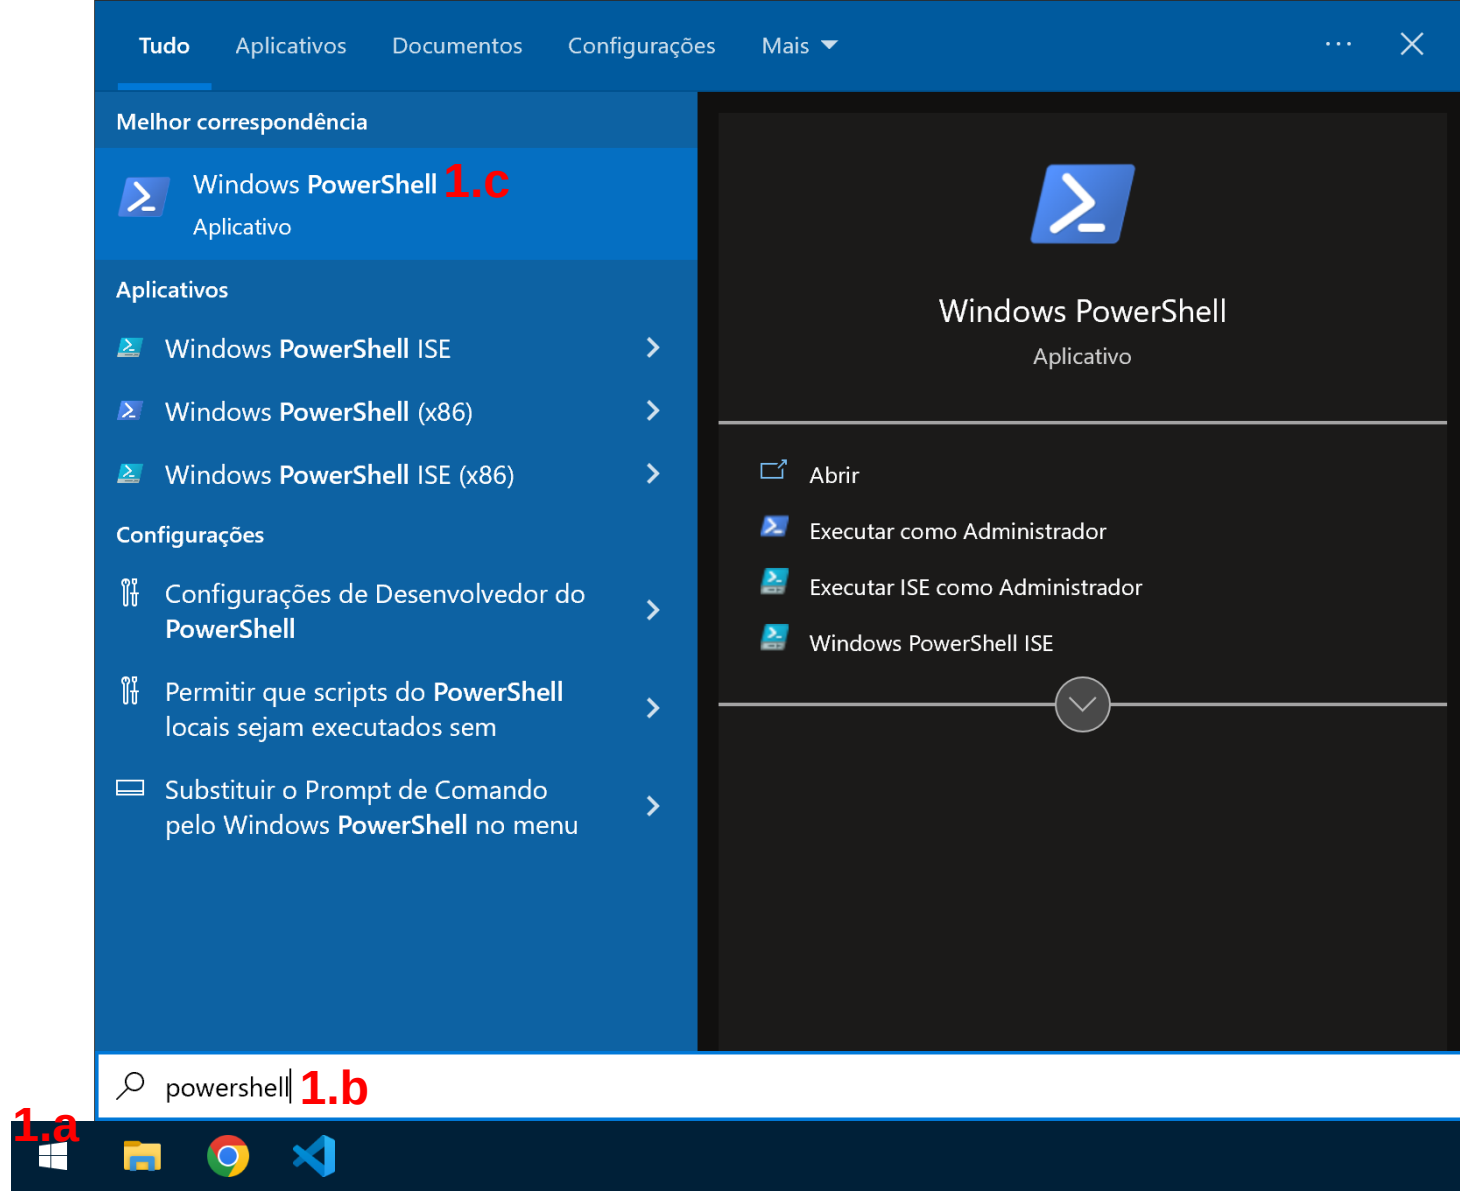 Tudo Aplicativos Documentos Configurações Mais
Melhor correspondência
Windows PowerShell 1.c
Aplicativo
Aplicativos
Windows PowerShell ISE
Windows PowerShell (x86)
Windows PowerShell ISE (x86)
Configurações
Configurações de Desenvolvedor do
PowerShell
Permitir que scripts do PowerShell
locais sejam executados sem
Substituir o Prompt de Comando
pelo Windows PowerShell no menu
Windows PowerShell
Aplicativo
Abrir
Executar como Administrador
Executar ISE como Administrador
Windows PowerShell ISE
powershell 1.b
1.a